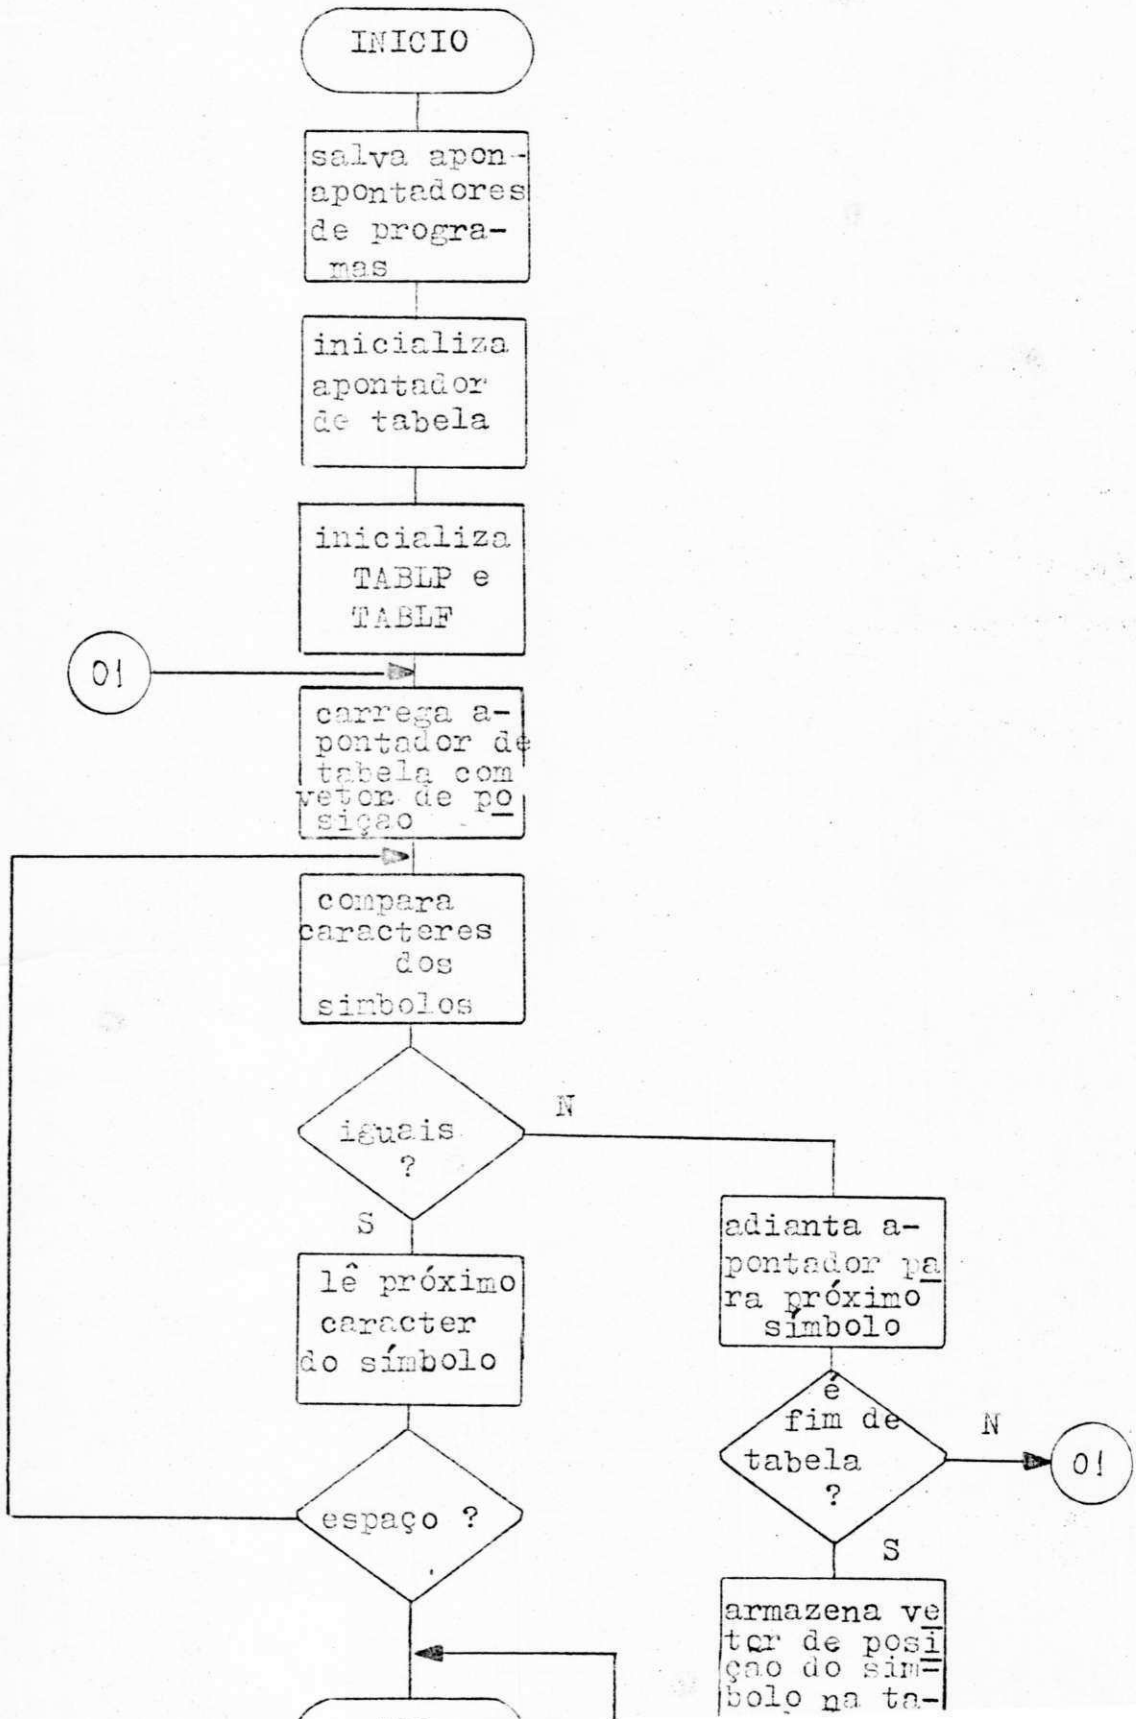 INICIO
salva apon-
apontadores
de progra-
mas
inicializa
apontador
de tabela
inicializa
TABLP e
TABLF
01
carrega a-
pontador de
tabela com
vetor de po
sição
compara
caracteres
dos
simbolos
iguais
?
N
S
lê próximo
caracter
do símbolo
espaço ?
adianta a-
pontador pa
ra próximo
símbolo
é
fim de
tabela
?
N
01
S
armazena ve
tor de posi
ção do sim-
bolo na ta-